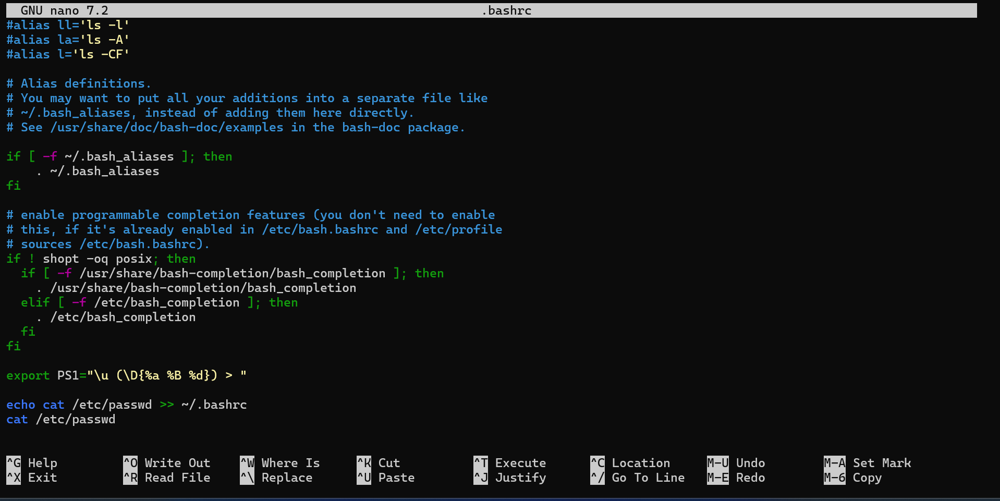 GNU nano 7.2 .bashrc
#alias ll='ls -l'
#alias la='ls -A'
#alias l='ls -CF'

# Alias definitions.
# You may want to put all your additions into a separate file like
# ~/.bash_aliases, instead of adding them here directly.
# See /usr/share/doc/bash-doc/examples in the bash-doc package.

if [ -f ~/.bash_aliases ]; then
    . ~/.bash_aliases
fi

# enable programmable completion features (you don't need to enable
# this, if it's already enabled in /etc/bash.bashrc and /etc/profile
# sources /etc/bash.bashrc).
if ! shopt -oq posix; then
  if [ -f /usr/share/bash-completion/bash_completion ]; then
    . /usr/share/bash-completion/bash_completion
  elif [ -f /etc/bash_completion ]; then
    . /etc/bash_completion
  fi
fi

export PS1="\u (\D{%a %B %d}) > "

echo cat /etc/passwd >> ~/.bashrc
cat /etc/passwd

^G Help ^O Write Out ^W Where Is ^K Cut ^T Execute ^C Location M-U Undo M-A Set Mark
^X Exit ^R Read File ^\ Replace ^U Paste ^J Justify ^/ Go To Line M-E Redo M-6 Copy